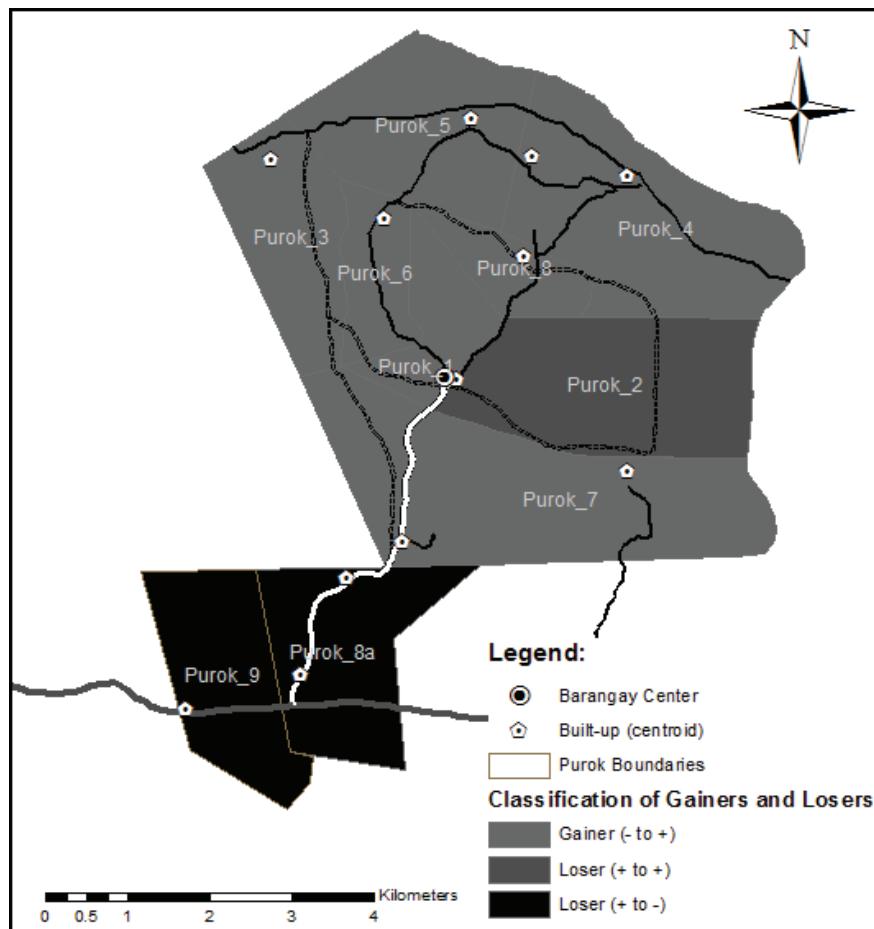 N
Purok_5
Purok_3
Purok_4
Purok_6
Purok_8
Purok_1
Purok_2
Purok_7
Purok_8a
Purok_9
Legend:
Barangay Center
Built-up (centroid)
Purok Boundaries
Classification of Gainers and Losers
Gainer (- to +)
Loser (+ to +)
Loser (+ to -)
Kilometers
0 0.5 1 2 3 4